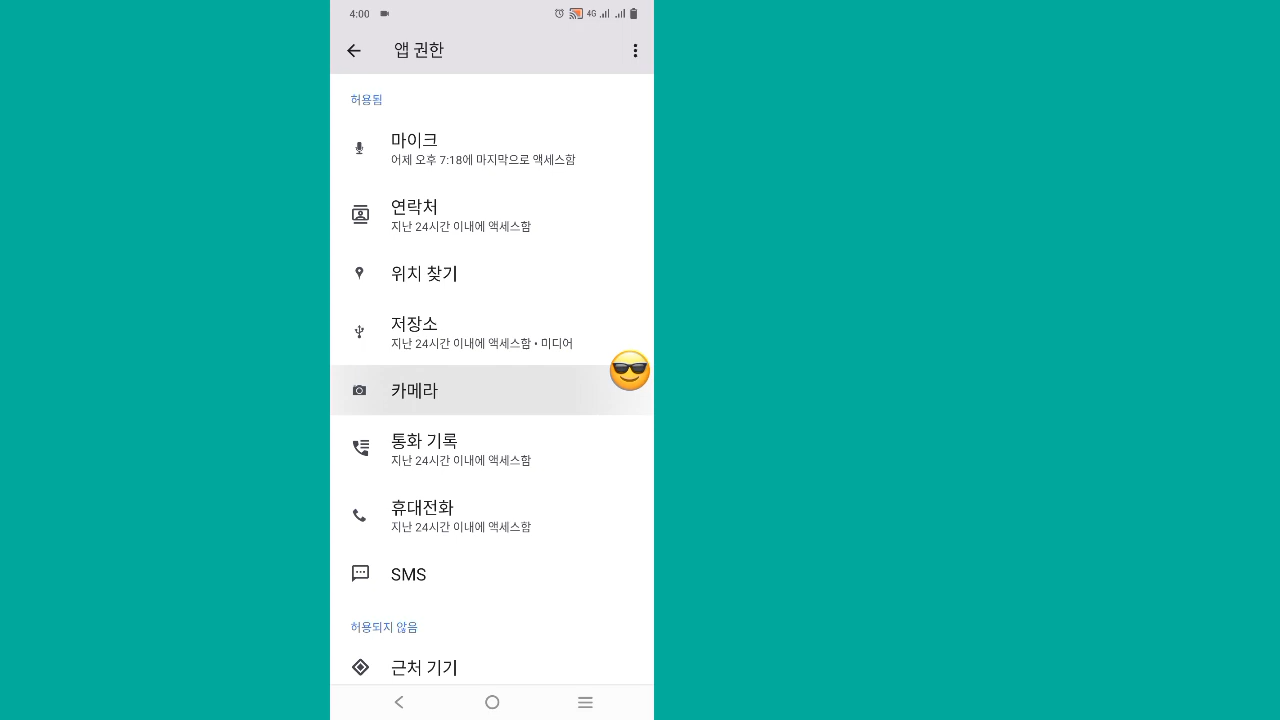 4:00
4G
앱 권한
허용됨
마이크
어제 오후 7:18에 마지막으로 액세스함
연락처
지난 24시간 이내에 액세스함
위치 찾기
저장소
지난 24시간 이내에 액세스함 • 미디어
카메라
통화 기록
지난 24시간 이내에 액세스함
휴대전화
지난 24시간 이내에 액세스함
SMS
허용되지 않음
근처 기기